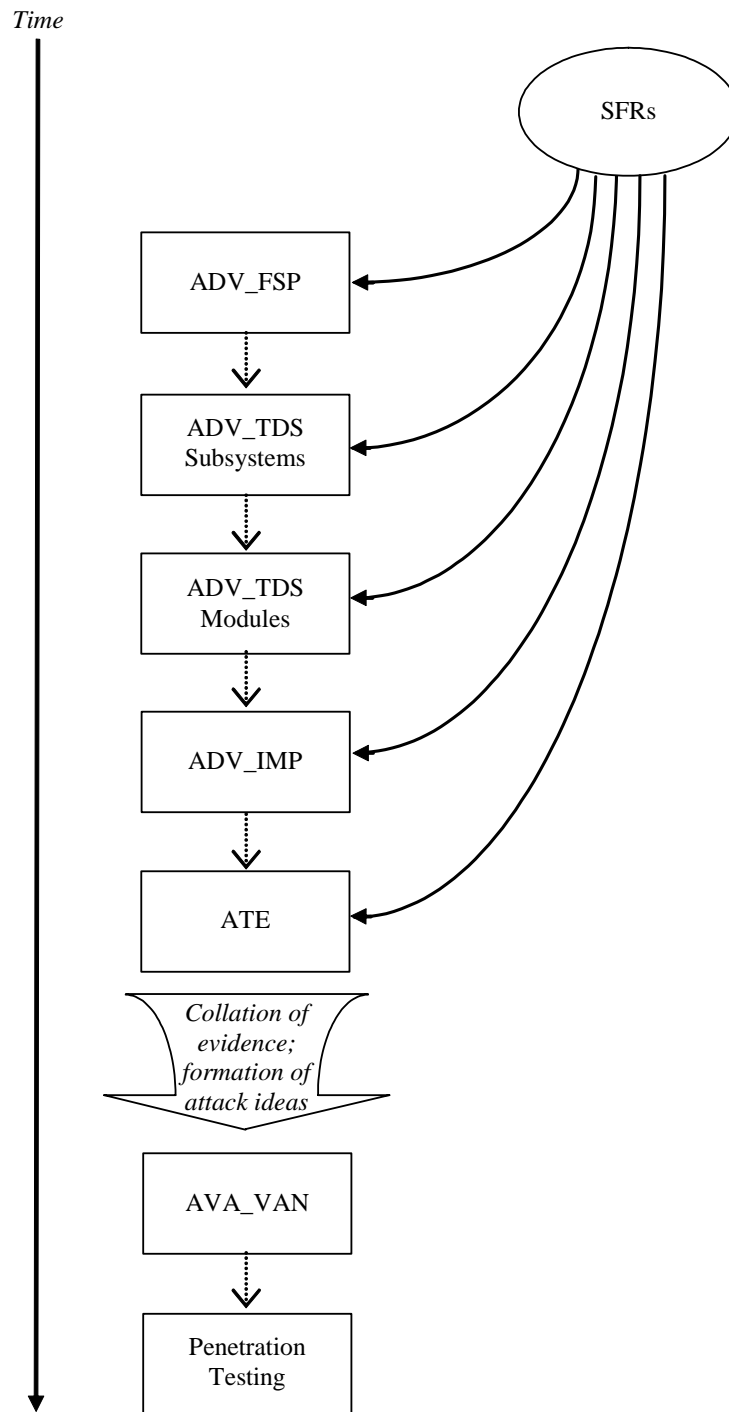 Time
SFRs
ADV_FSP
ADV_TDS
Subsystems
ADV_TDS
Modules
ADV_IMP
ATE
Collation of
evidence;
formation of
attack ideas
AVA_VAN
Penetration
Testing